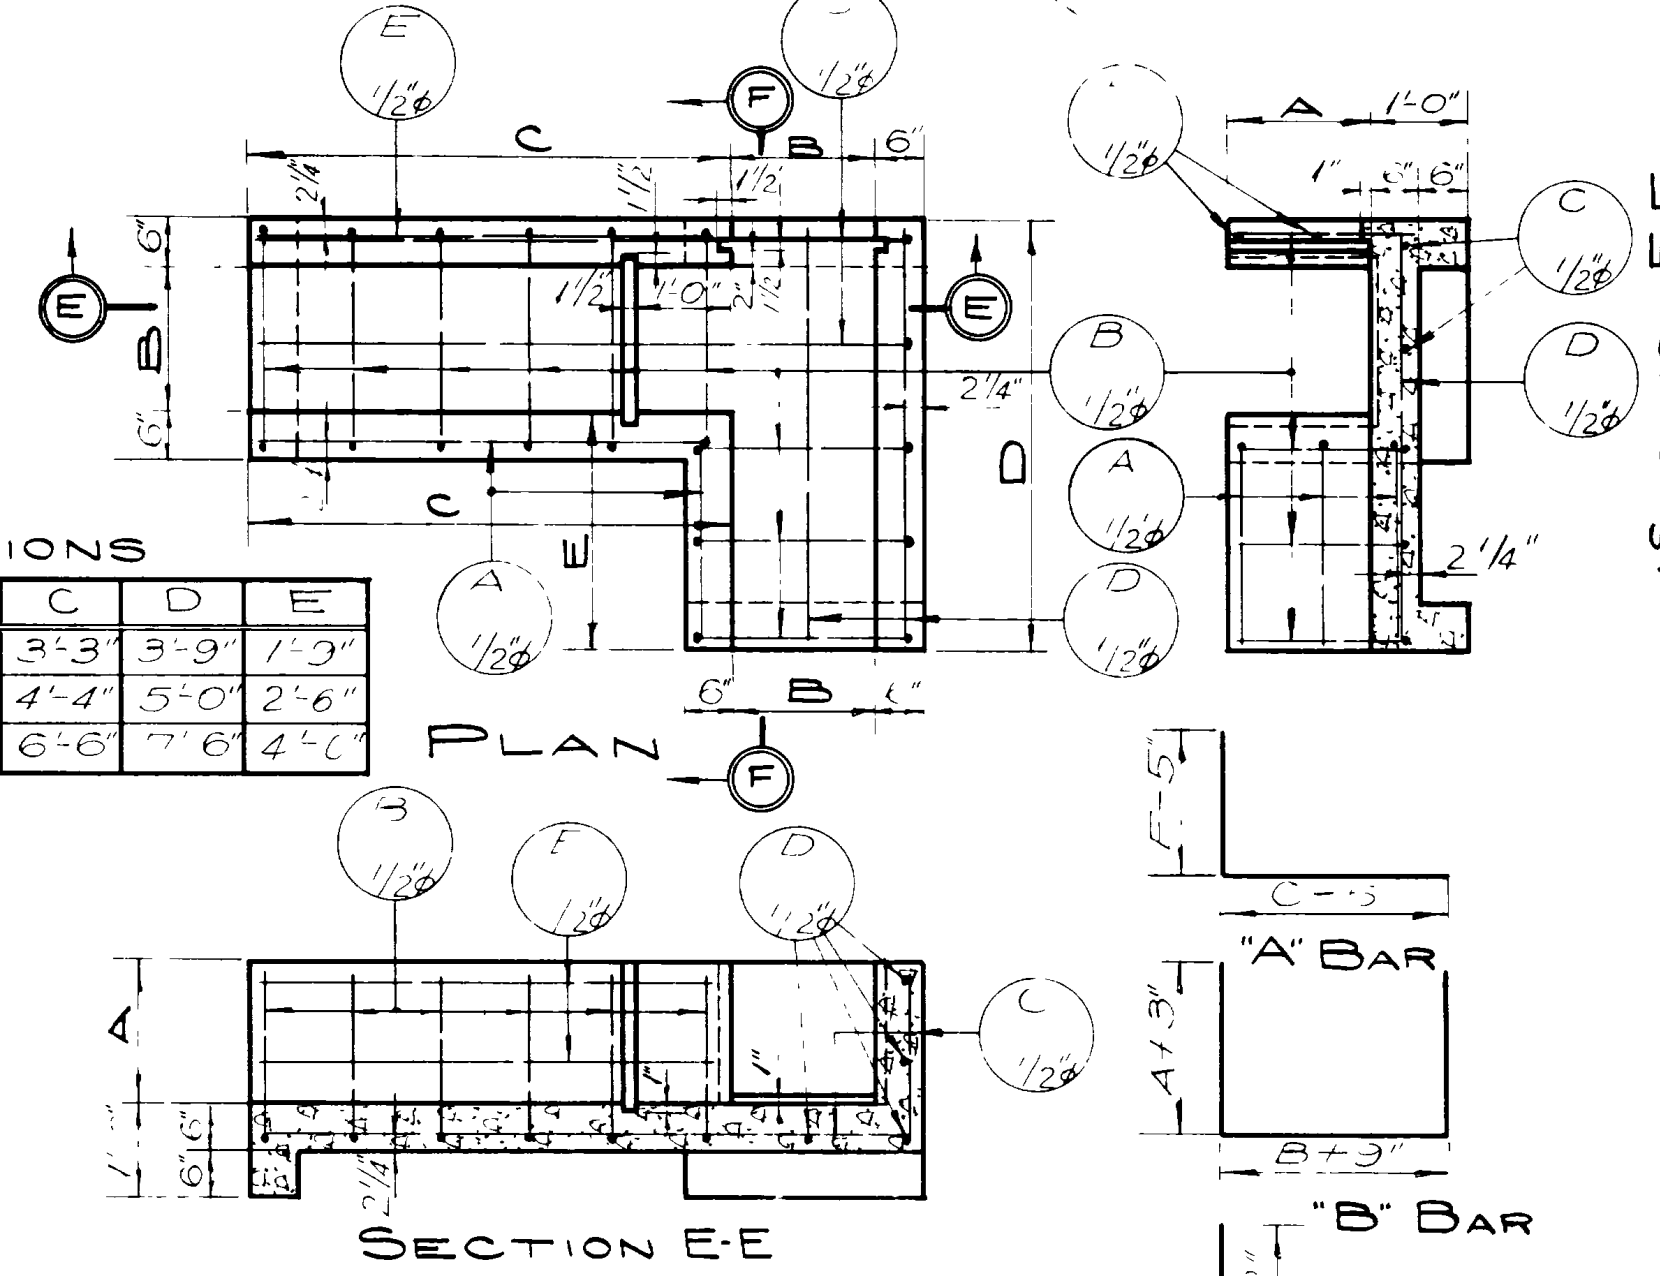 E
1/2"φ
1/2"φ
F
C
B
6"
A
1'-0"
1/2"φ
2 1/4"
1 1/2"
1 1/2"
1"
6"
6"
C
1/2"φ
6"
E
B
6"
1 1/2"
1'-0"
2"
1 1/2"
E
B
1/2"φ
2 1/4"
D
1/2"φ
D
A
1/2"φ
C
E
A
1/2"φ
D
1/2"φ
2 1/4"
IONS
C D E
3'-3" 3'-9" 1'-9"
4'-4" 5'-0" 2'-6"
6'-6" 7'6"
6"
B
PLAN
F
B
1/2"φ
E
1/2"φ
D
1/2"φ
C
"A" BAR
A
1"
1"
C
1/2"φ
6"
6"
2 1/4"
SECTION E-E
A+3"
B+9"
"B" BAR